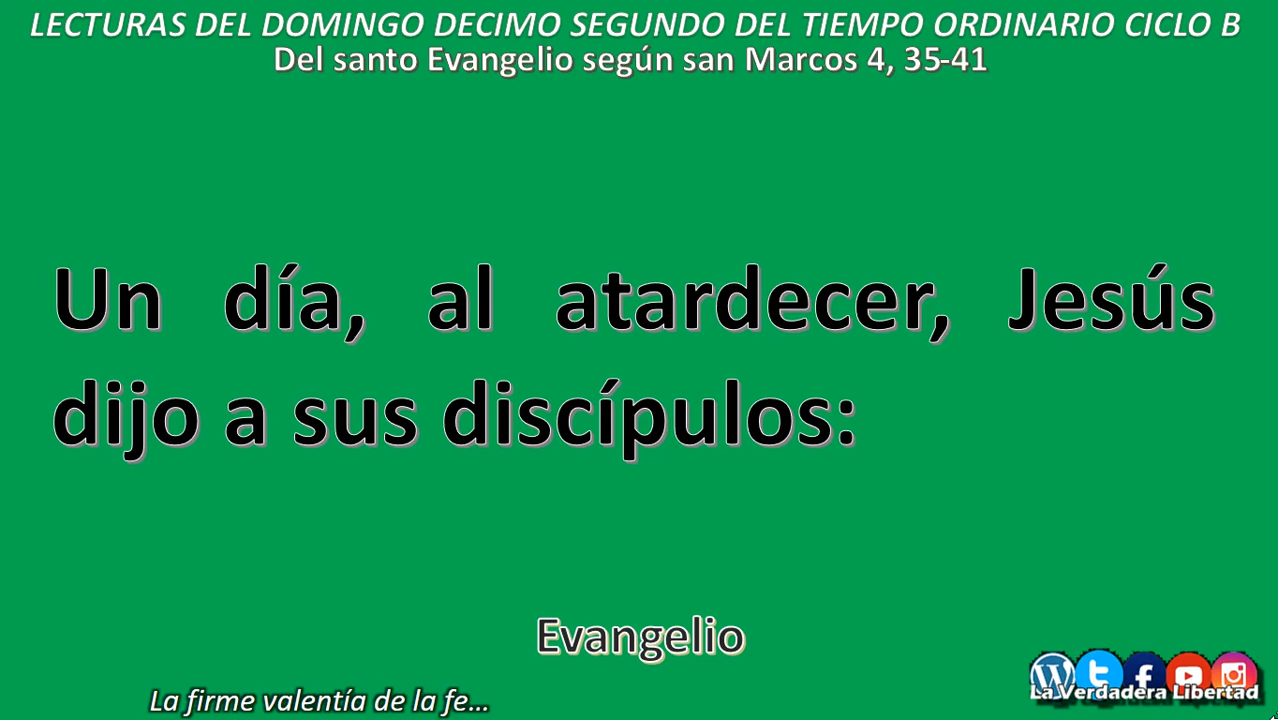 LECTURAS DEL DOMINGO DECIMO SEGUNDO DEL TIEMPO ORDINARIO CICLO B
Del santo Evangelio según san Marcos 4, 35-41
Un día, al atardecer, Jesús
dijo a sus discípulos:
Evangelio
La Verdadera Libertad
La firme valentía de la fe...